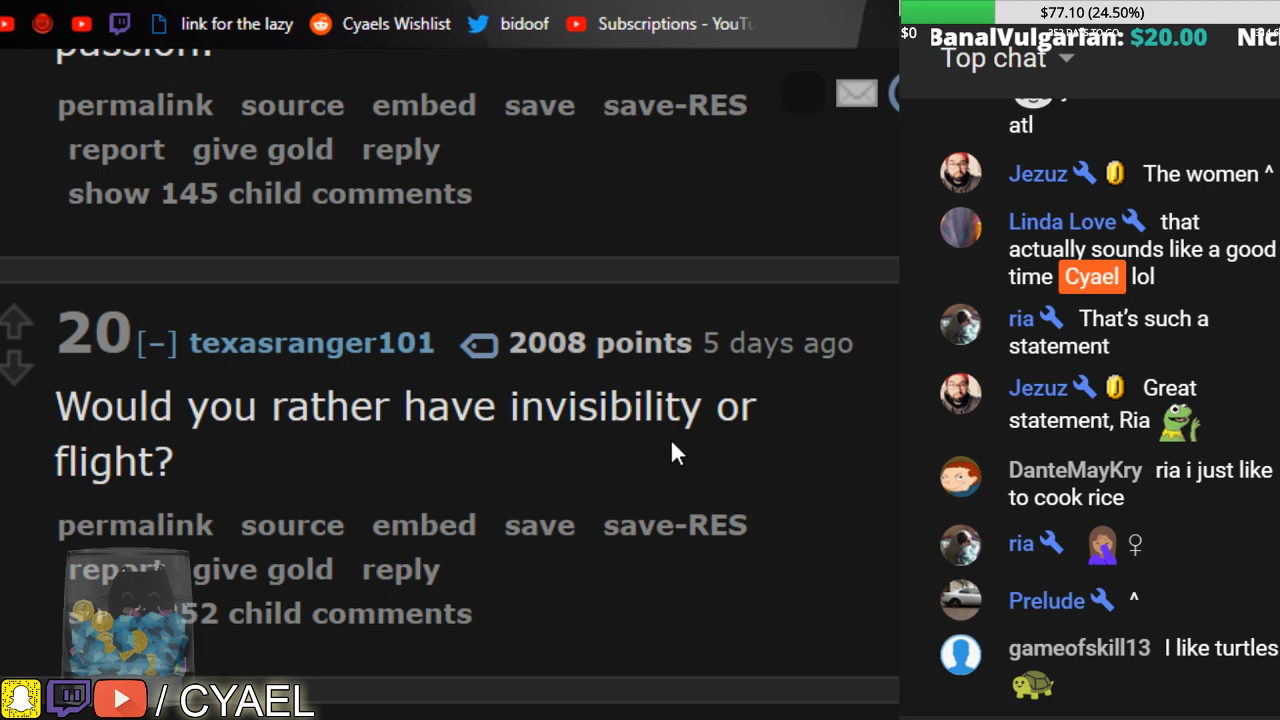 link for the lazy Cyaels Wishlist bidoof Subscriptions - YouTu
passion.
permalink source embed save save-RES
report give gold reply
show 145 child comments
20 [–] texasranger101 2008 points 5 days ago
Would you rather have invisibility or
flight?
permalink source embed save save-RES
report give gold reply
52 child comments
/ CYAEL
$77.10 (24.50%)
$0
BanalVulgarian: $20.00 Nic
Top chat
atl
Jezuz The women ^
Linda Love that
actually sounds like a good
time Cyael lol
ria That's such a
statement
Jezuz Great
statement, Ria
DanteMayKry ria i just like
to cook rice
ria ♀
Prelude ^
gameofskill13 I like turtles